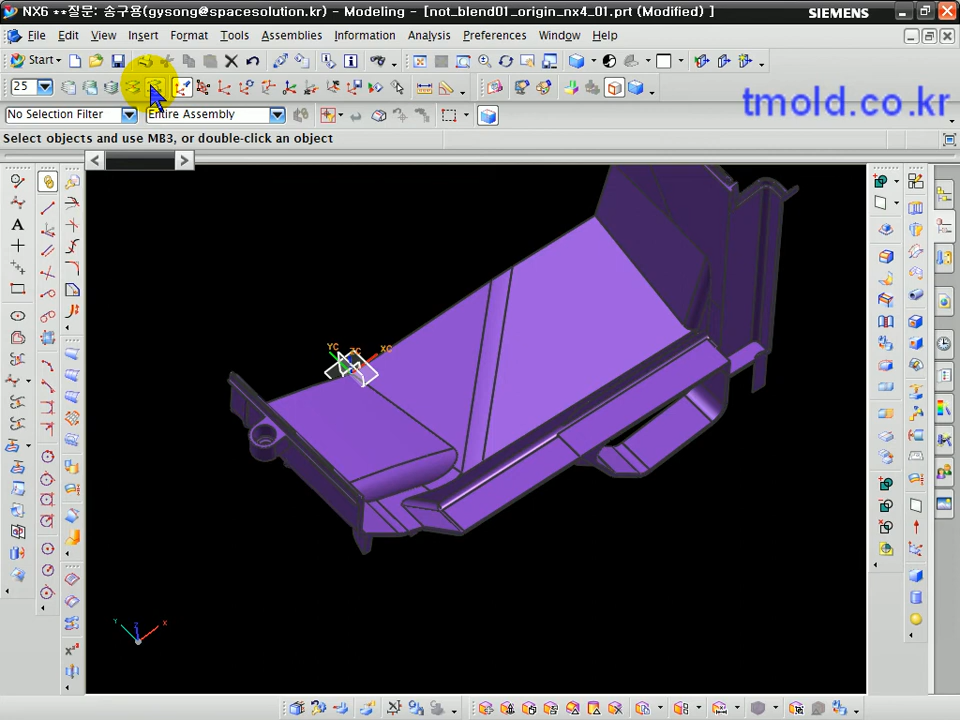 NX6 **질문: 송구용(gysong@spacesolution.kr) - Modeling - [not_blend01_origin_nx4_01.prt (Modified) ]
SIEMENS
File Edit View Insert Format Tools Assemblies Information Analysis Preferences Window Help
Start
25
tmold.co.kr
No Selection Filter
Entire Assembly
Select objects and use MB3, or double-click an object
YC
ZC
XC
Y
Z
X